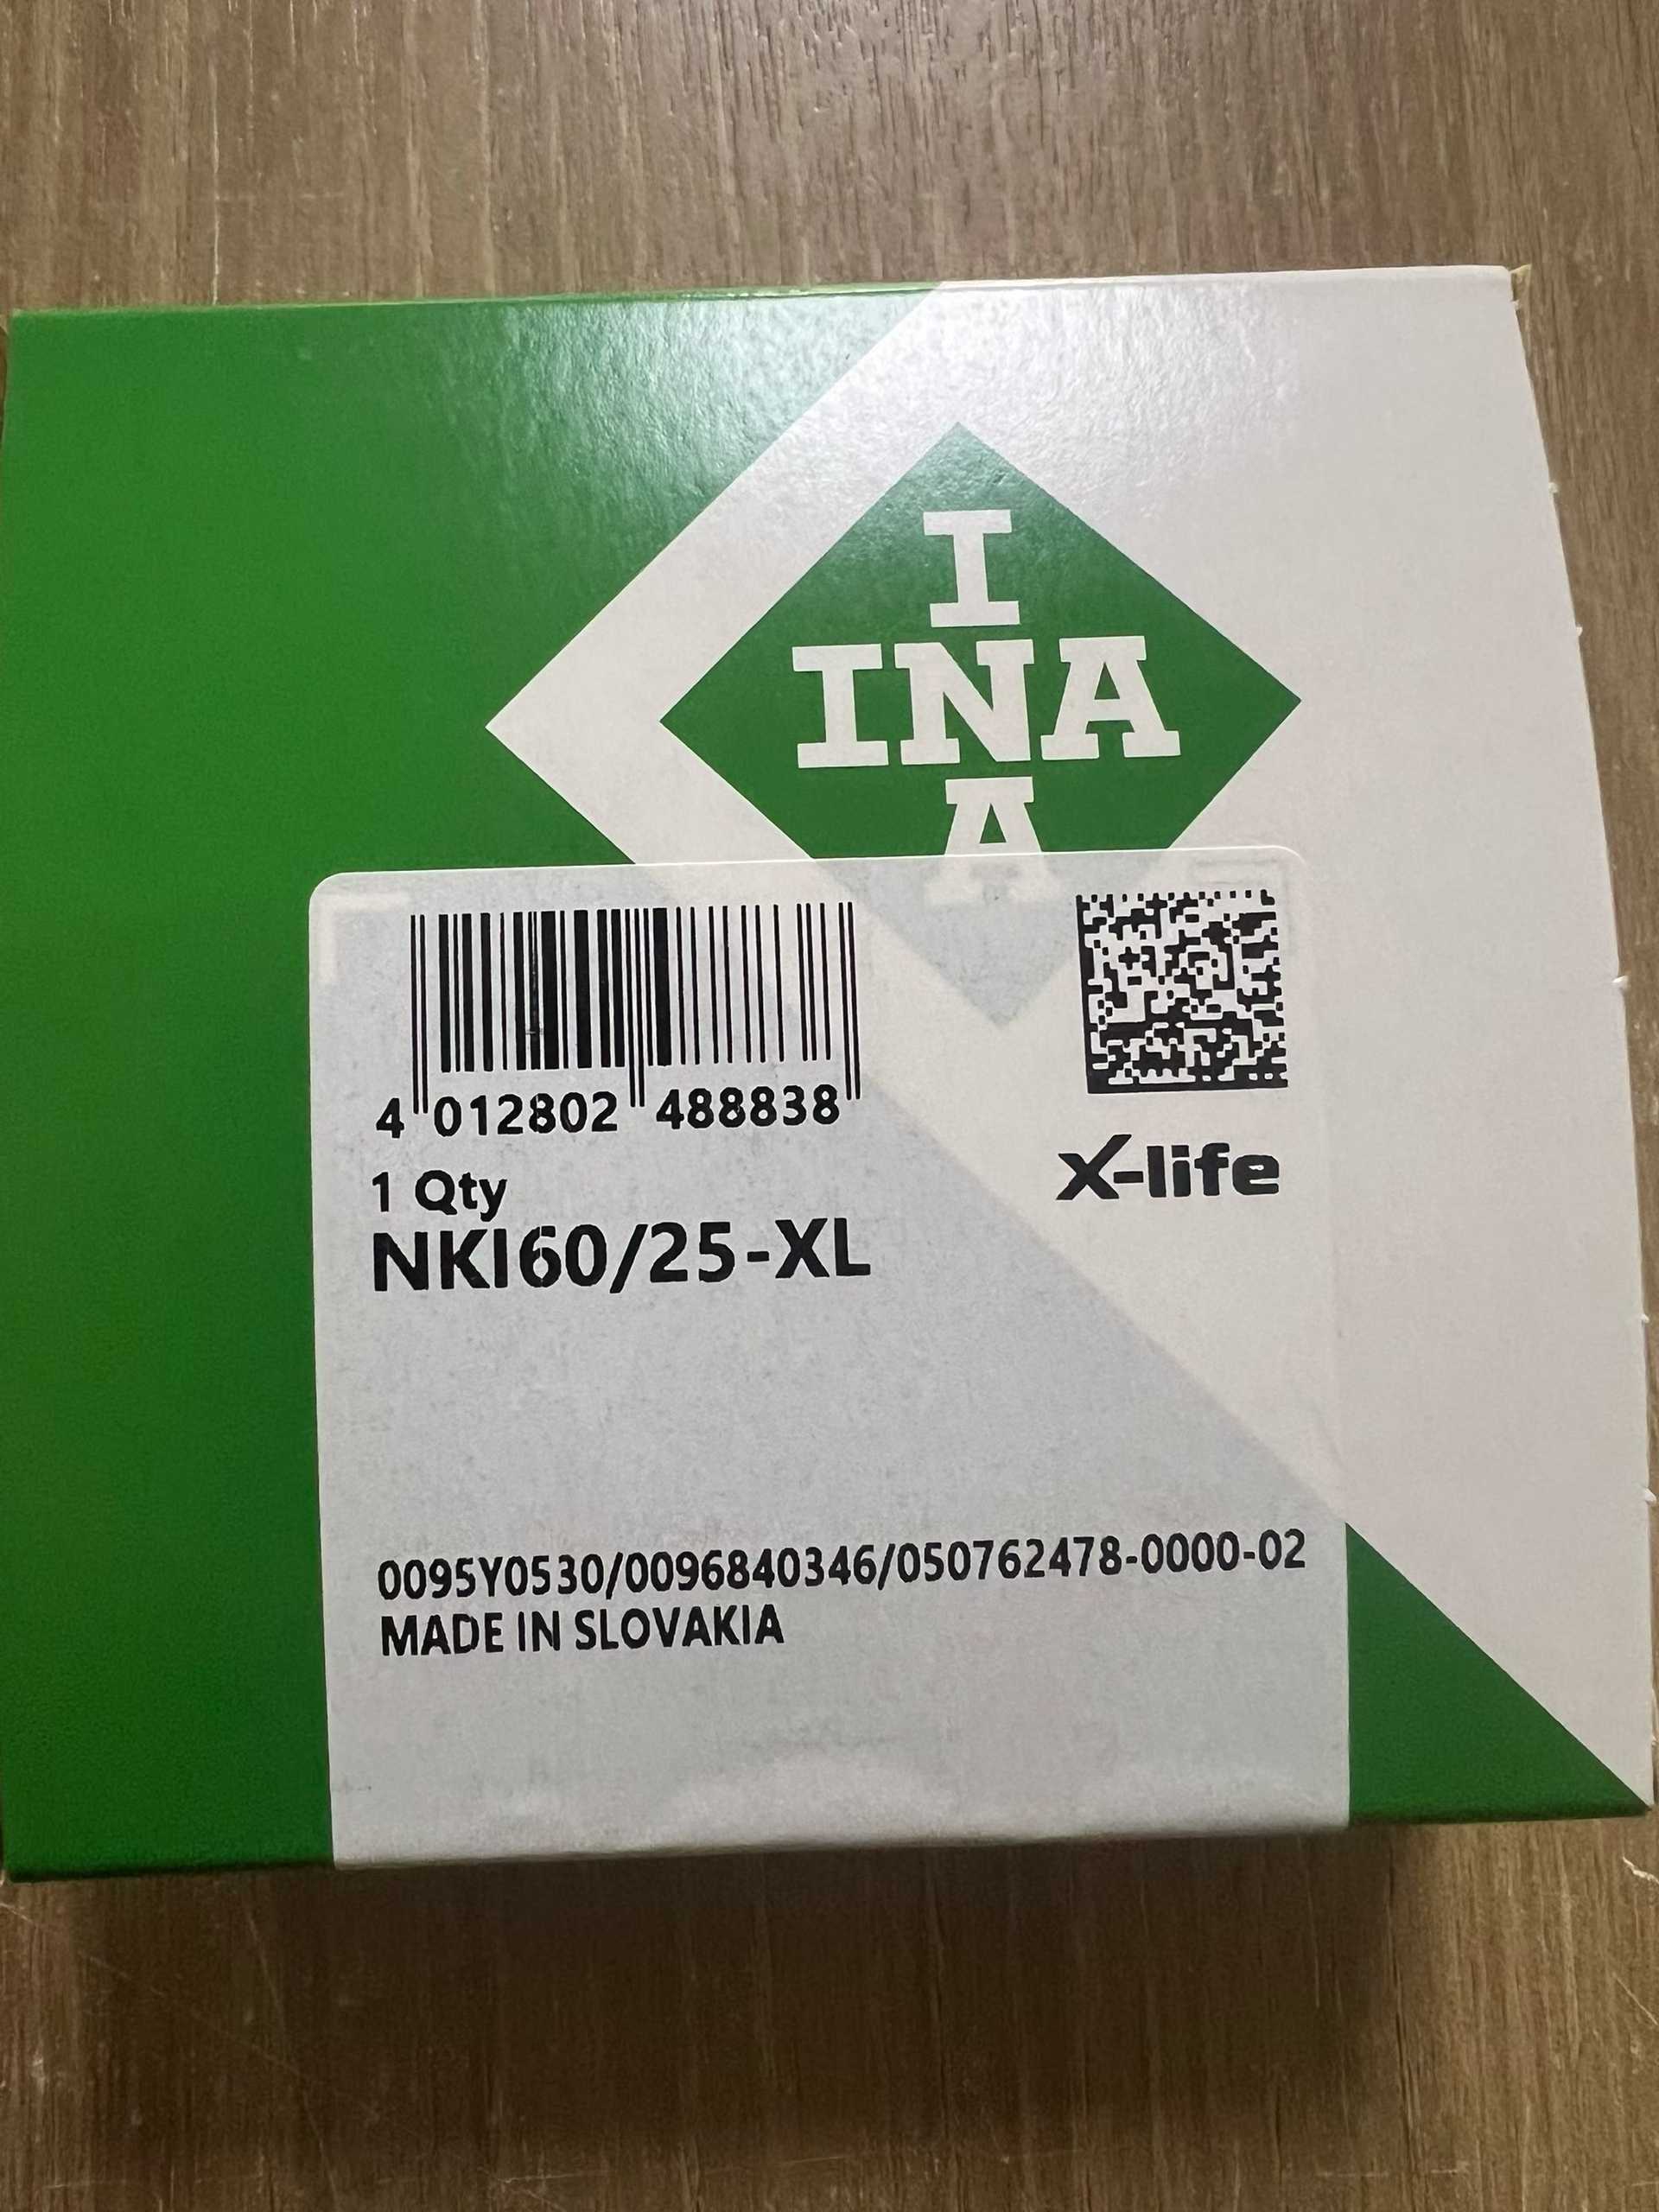 I
INA
A
4 012802 488838
X-life
1 Qty
NKI60/25-XL
0095Y0530/0096840346/050762478-0000-02
MADE IN SLOVAKIA